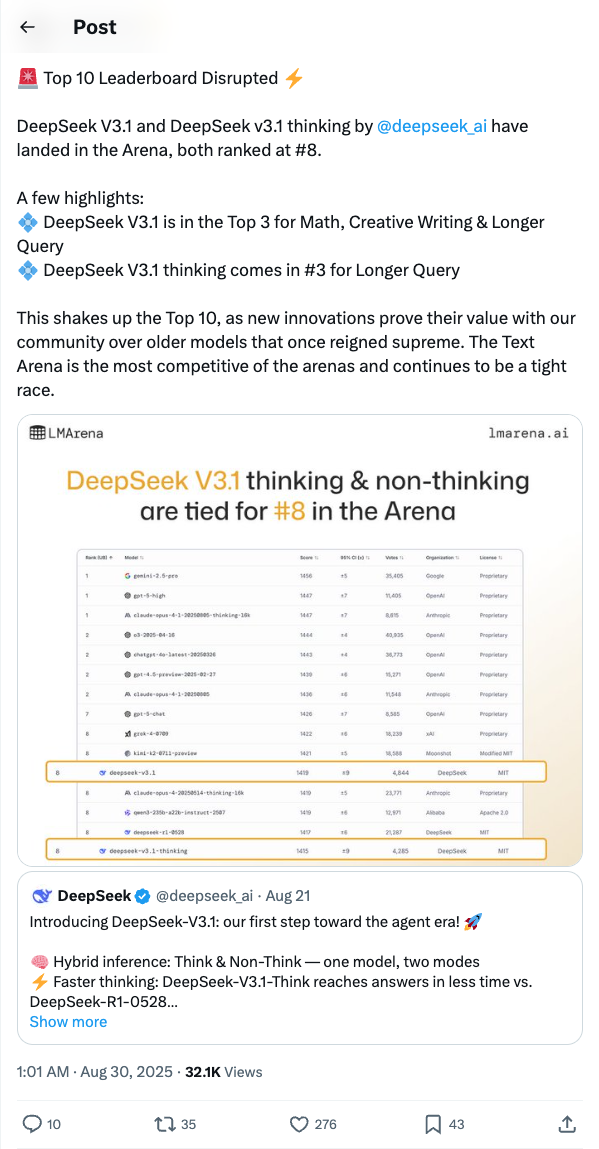 Post
🚨 Top 10 Leaderboard Disrupted ⚡
DeepSeek V3.1 and DeepSeek v3.1 thinking by @deepseek_ai have
landed in the Arena, both ranked at #8.
A few highlights:
💠 DeepSeek V3.1 is in the Top 3 for Math, Creative Writing & Longer
Query
💠 DeepSeek V3.1 thinking comes in #3 for Longer Query
This shakes up the Top 10, as new innovations prove their value with our
community over older models that once reigned supreme. The Text
Arena is the most competitive of the arenas and continues to be a tight
race.
LMArena lmarena.ai
DeepSeek V3.1 thinking & non-thinking
are tied for #8 in the Arena
Rank (UB) Model Score 95% CI (±) Votes Organization License
1 gemini-2.5-pro 1456 ±5 35,405 Google Proprietary
1 gpt-5-high 1447 ±7 11,405 OpenAI Proprietary
1 claude-opus-4-1-20250805-thinking-16k 1447 ±7 8,615 Anthropic Proprietary
2 o3-2025-04-16 1444 ±4 40,935 OpenAI Proprietary
2 chatgpt-4o-latest-20250326 1443 ±4 36,773 OpenAI Proprietary
2 gpt-4.5-preview-2025-02-27 1439 ±6 15,271 OpenAI Proprietary
2 claude-opus-4-1-20250805 1436 ±6 11,548 Anthropic Proprietary
7 gpt-5-chat 1426 ±7 8,585 OpenAI Proprietary
8 grok-4-0709 1422 ±6 16,239 xAI Proprietary
8 kimi-k2-0711-preview 1421 ±5 Moonshot Modified MIT
8 deepseek-v3.1 1419 ±9 4,844 DeepSeek MIT
8 claude-opus-4-20250514-thinking-16k 1419 ±5 23,771 Anthropic Proprietary
8 qwen3-235b-a22b-instruct-2507 1419 ±6 12,971 Alibaba Apache 2.0
8 deepseek-r1-0528 1417 ±6 21,287 DeepSeek MIT
8 deepseek-v3.1-thinking 1415 ±9 4,285 DeepSeek MIT
DeepSeek @deepseek_ai · Aug 21
Introducing DeepSeek-V3.1: our first step toward the agent era! 🚀
🧠 Hybrid inference: Think & Non-Think — one model, two modes
⚡ Faster thinking: DeepSeek-V3.1-Think reaches answers in less time vs.
DeepSeek-R1-0528...
Show more
1:01 AM · Aug 30, 2025 · 32.1K Views
10 35 276 43